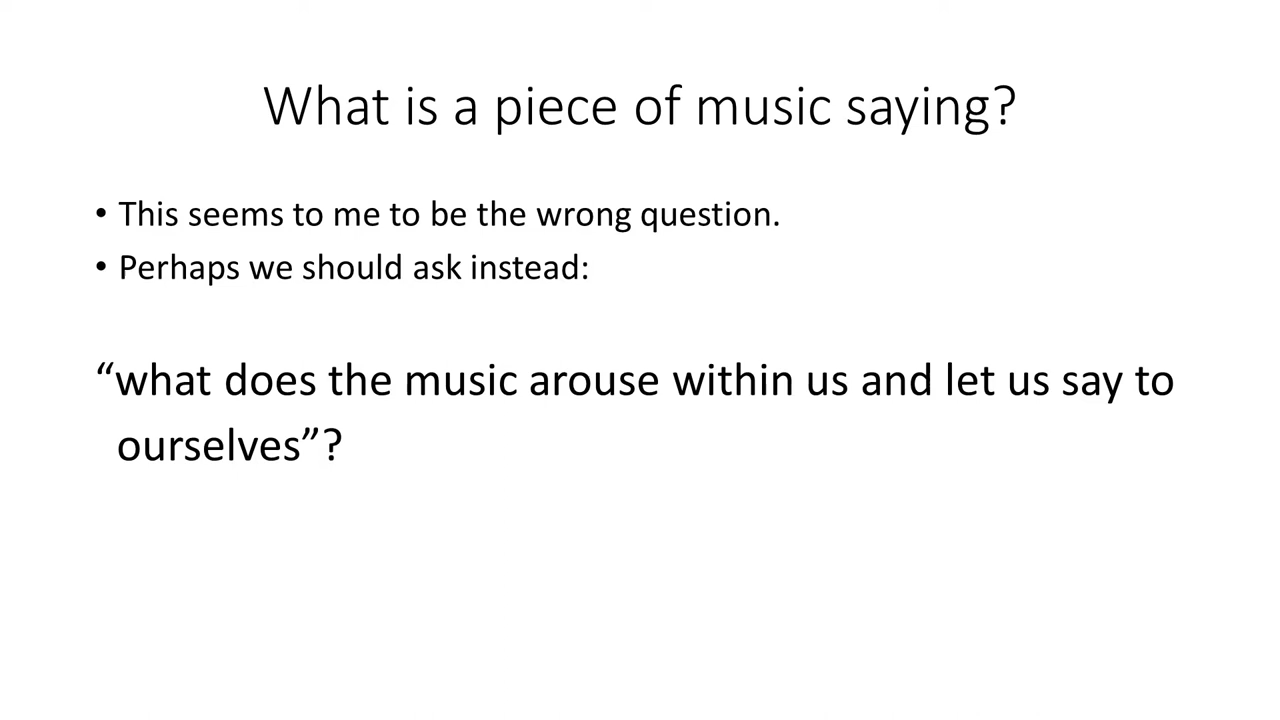 What is a piece of music saying?
• This seems to me to be the wrong question.
• Perhaps we should ask instead:
“what does the music arouse within us and let us say to
ourselves”?